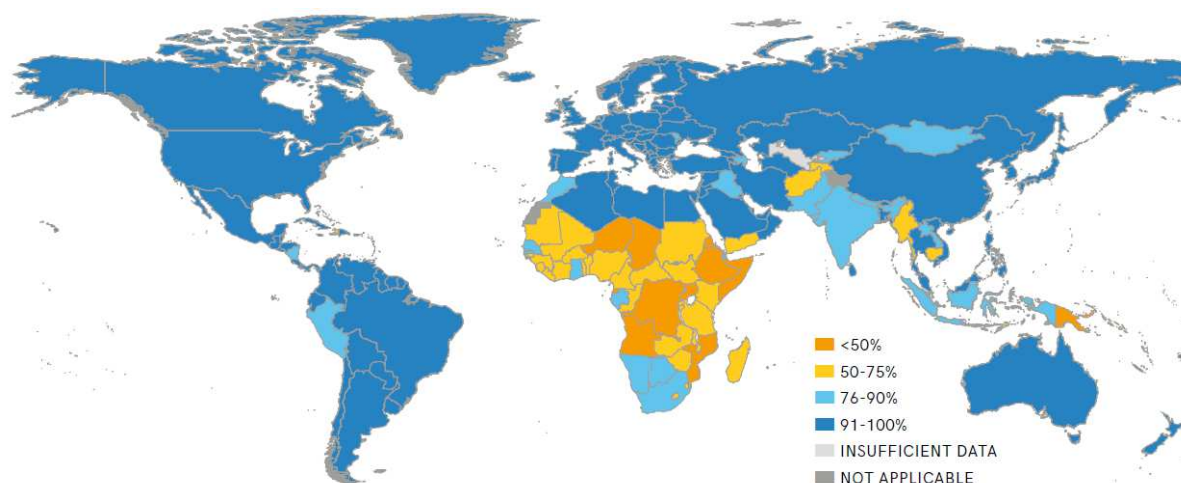 <50%
50-75%
76-90%
91-100%
INSUFFICIENT DATA
NOT APPLICABLE